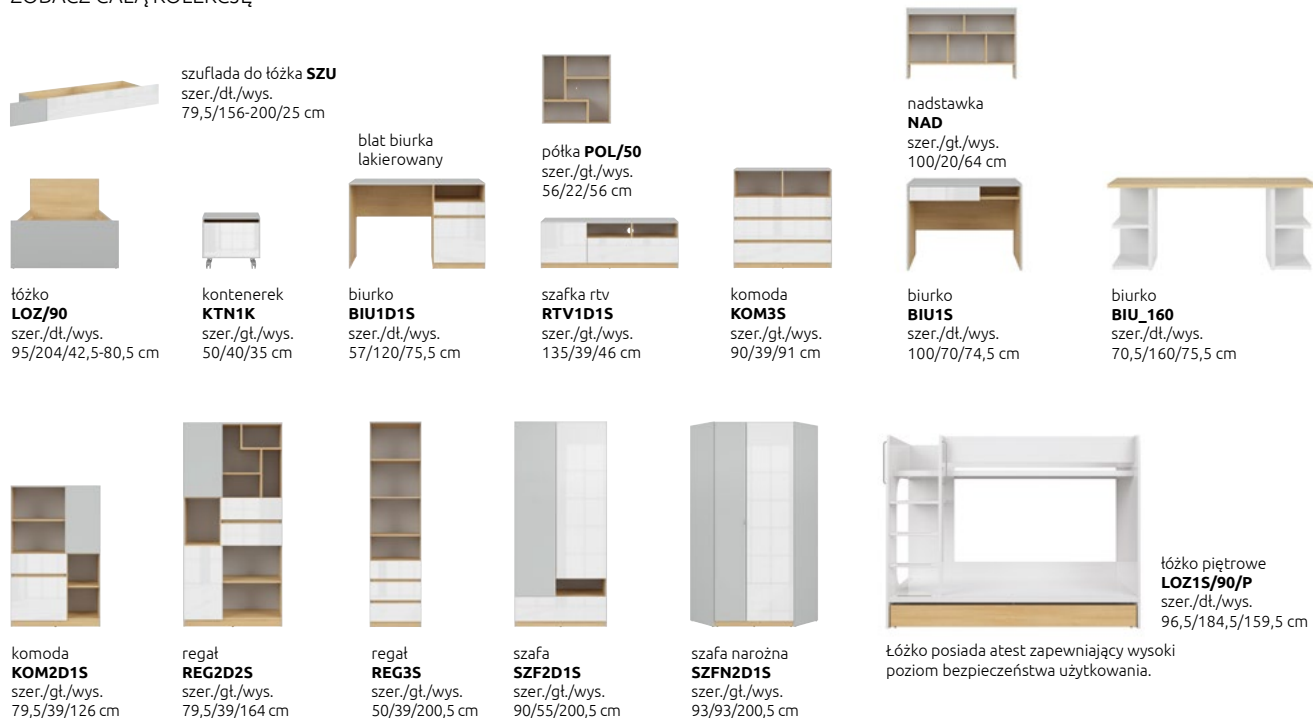 ZOBACZ CAŁĄ KOLEKCJĘ
szuflada do łóżka SZU
szer./dł./wys.
79,5/156-200/25 cm
blat biurka
lakierowany
półka POL/50
szer./gł./wys.
56/22/56 cm
nadstawka
NAD
szer./gł./wys.
100/20/64 cm
łóżko
LOZ/90
szer./dł./wys.
95/204/42,5-80,5 cm
kontenerek
KTN1K
szer./gł./wys.
50/40/35 cm
biurko
BIU1D1S
szer./dł./wys.
57/120/75,5 cm
szafka rtv
RTV1D1S
szer./gł./wys.
135/39/46 cm
komoda
KOM3S
szer./gł./wys.
90/39/91 cm
biurko
BIU1S
szer./dł./wys.
100/70/74,5 cm
biurko
BIU_160
szer./dł./wys.
70,5/160/75,5 cm
komoda
KOM2D1S
szer./gł./wys.
79,5/39/126 cm
regał
REG2D2S
szer./gł./wys.
79,5/39/164 cm
regał
REG3S
szer./gł./wys.
50/39/200,5 cm
szafa
SZF2D1S
szer./gł./wys.
90/55/200,5 cm
szafa narożna
SZFN2D1S
szer./gł./wys.
93/93/200,5 cm
łóżko piętrowe
LOZ1S/90/P
szer./dł./wys.
96,5/184,5/159,5 cm
Łóżko posiada atest zapewniający wysoki
poziom bezpieczeństwa użytkowania.